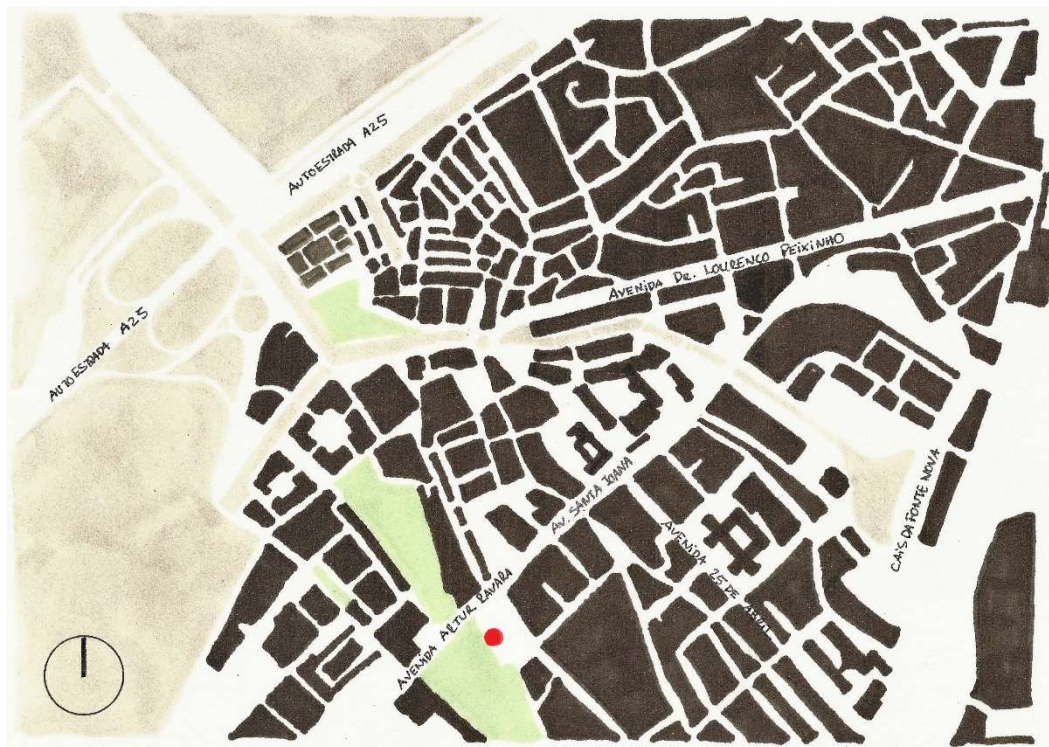 AUTOESTRADA A25
AVENIDA DR. LOURENÇO PEIXINHO
AUTOESTRADA A25
AV. SANTA JOANA
CAIS DA FONTE NOVA
AVENIDA 25 DE ABRIL
AVENIDA ARTUR RAVARA